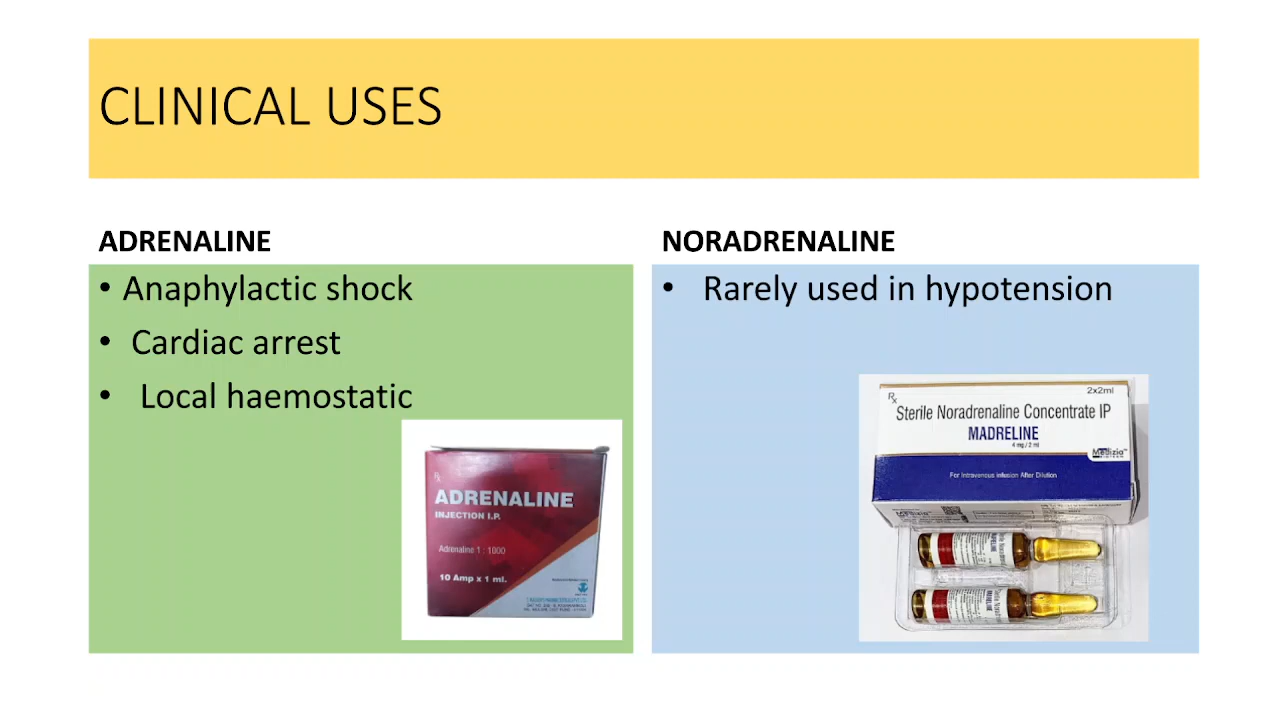 CLINICAL USES
ADRENALINE
• Anaphylactic shock
• Cardiac arrest
• Local haemostatic
Rx
ADRENALINE
INJECTION I.P.
Adrenaline 1 : 1000
10 Amp x 1 ml.
NORADRENALINE
• Rarely used in hypotension
Rx
2x2ml
Sterile Noradrenaline Concentrate IP
MADRELINE
4 mg / 2 ml
Medizia
For Intravenous infusion After Dilution